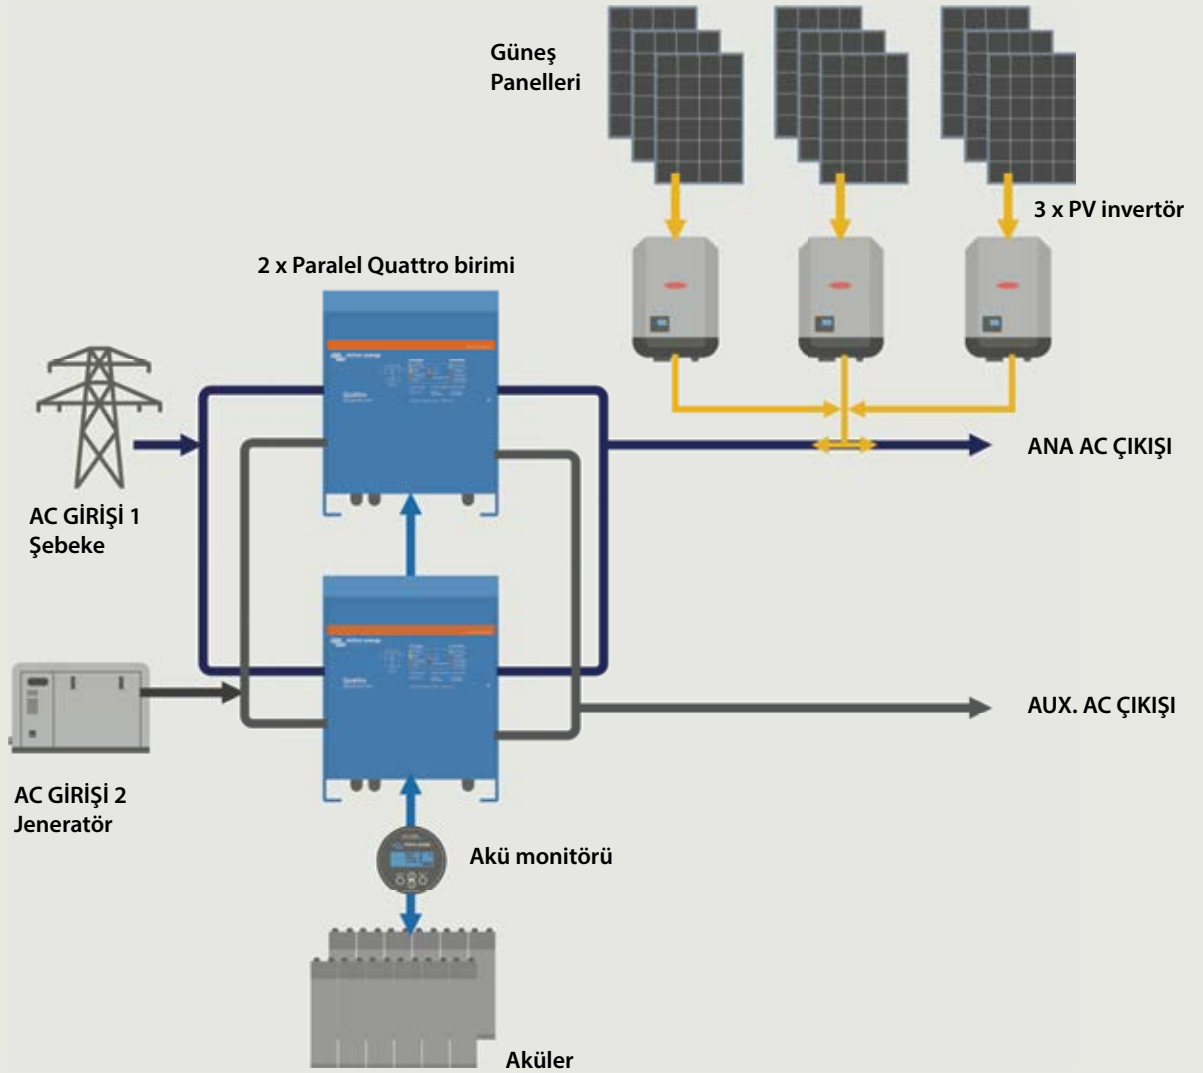 Güneş
Panelleri
3 x PV invertör
2 x Paralel Quattro birimi
ANA AC ÇIKIŞI
AC GİRİŞİ 1
Şebeke
AUX. AC ÇIKIŞI
AC GİRİŞİ 2
Jeneratör
Akü monitörü
Aküler